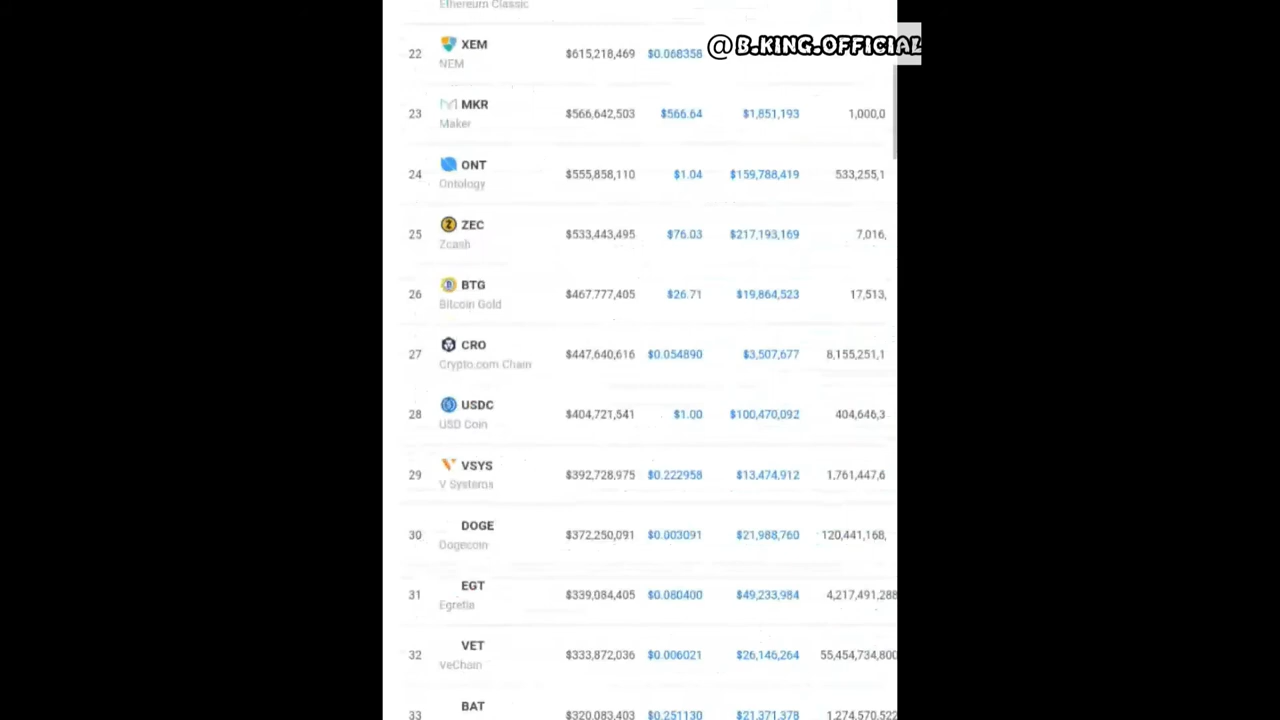 Ethereum Classic
@B.KING.OFFICIAL
22 XEM $615,218,469 $0.068358
NEM
23 MKR $566,642,503 $566.64 $1,851,193 1,000,0
Maker
24 ONT $555,858,110 $1.04 $159,788,419 533,255,1
Ontology
25 ZEC $533,443,495 $76.03 $217,193,169 7,016,
Zcash
26 BTG $467,777,405 $26.71 $19,864,523 17,513,
Bitcoin Gold
27 CRO $447,640,616 $0.054890 $3,507,677 8,155,251,1
Crypto.com Chain
28 USDC $404,721,541 $1.00 $100,470,092 404,646,3
USD Coin
29 VSYS $392,728,975 $0.222958 $13,474,912 1,761,447,6
V Systems
30 DOGE $372,250,091 $0.003091 $21,988,760 120,441,168,
Dogecoin
31 EGT $339,084,405 $0.080400 $49,233,984 4,217,491,288
Egretia
32 VET $333,872,036 $0.006021 $26,146,264 55,454,734,800
VeChain
33 BAT $320,083,403 $0.251130 $21,371,378 1,274,570,522